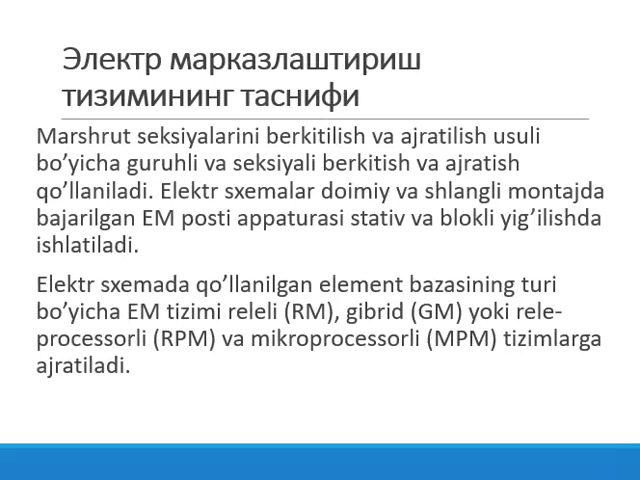 Электр марказлаштириш
тизимининг таснифи
Marshrut seksiyalarini berkitilish va ajratilish usuli
bo’yicha guruhli va seksiyali berkitish va ajratish
qo’llaniladi. Elektr sxemalar doimiy va shlangli montajda
bajarilgan EM posti appaturasi stativ va blokli yig’ilishda
ishlatiladi.
Elektr sxemada qo’llanilgan element bazasining turi
bo’yicha EM tizimi releli (RM), gibrid (GM) yoki rele-
processorli (RPM) va mikroprocessorli (MPM) tizimlarga
ajratiladi.